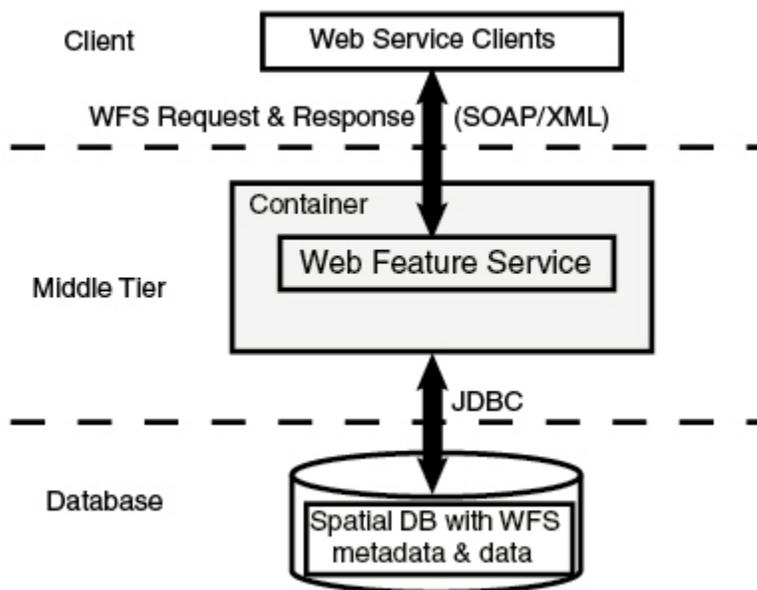 Client
Web Service Clients
WFS Request & Response (SOAP/XML)
Container
Web Feature Service
Middle Tier
JDBC
Database
Spatial DB with WFS
metadata & data